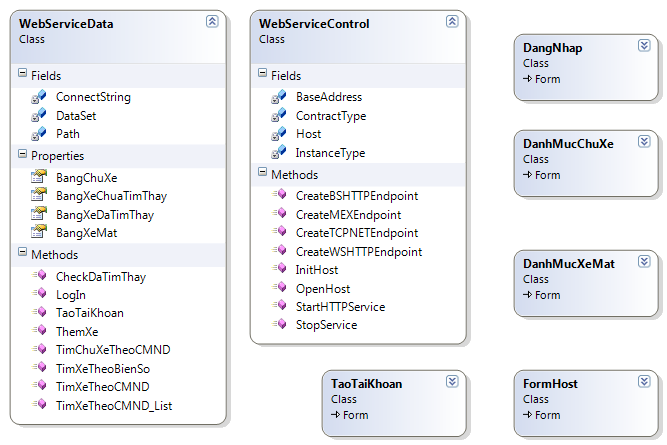 WebServiceData
Class
Fields
ConnectString
DataSet
Path
Properties
BangChuXe
BangXeChuaTimThay
BangXeDaTimThay
BangXeMat
Methods
CheckDaTimThay
LogIn
TaoTaiKhoan
ThemXe
TimChuXeTheoCMND
TimXeTheoBienSo
TimXeTheoCMND
TimXeTheoCMND_List
WebServiceControl
Class
Fields
BaseAddress
ContractType
Host
InstanceType
Methods
CreateBSHTTPEndpoint
CreateMEXEndpoint
CreateTCPNETEndpoint
CreateWSHTTPEndpoint
InitHost
OpenHost
StartHTTPService
StopService
DangNhap
Class
Form
DanhMucChuXe
Class
Form
DanhMucXeMat
Class
Form
TaoTaiKhoan
Class
Form
FormHost
Class
Form